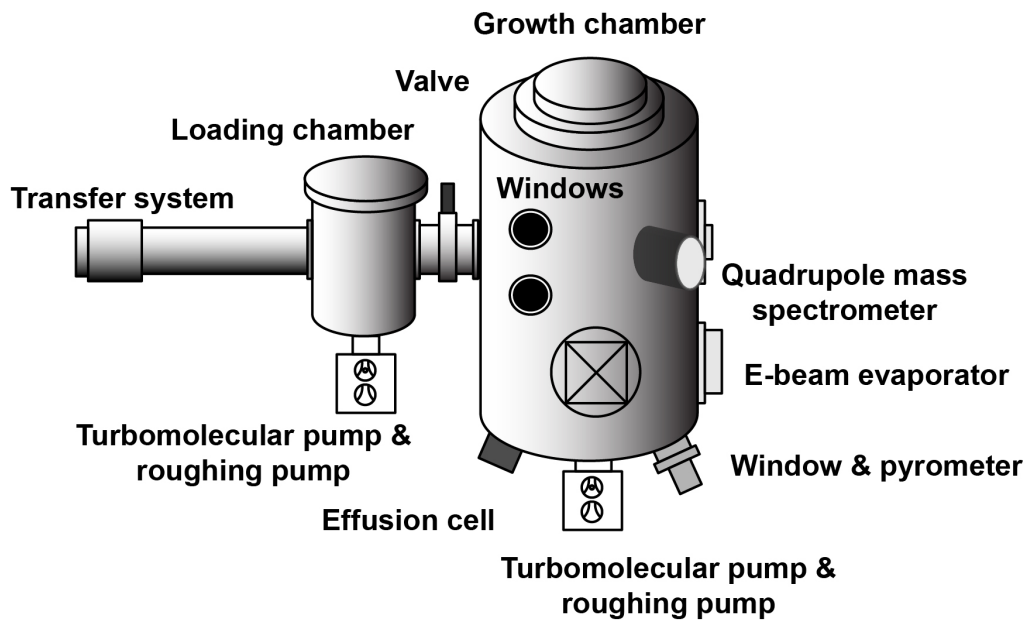 Growth chamber
Valve
Loading chamber
Transfer system
Windows
Quadrupole mass
spectrometer
E-beam evaporator
Turbomolecular pump &
roughing pump
Window & pyrometer
Effusion cell
Turbomolecular pump &
roughing pump